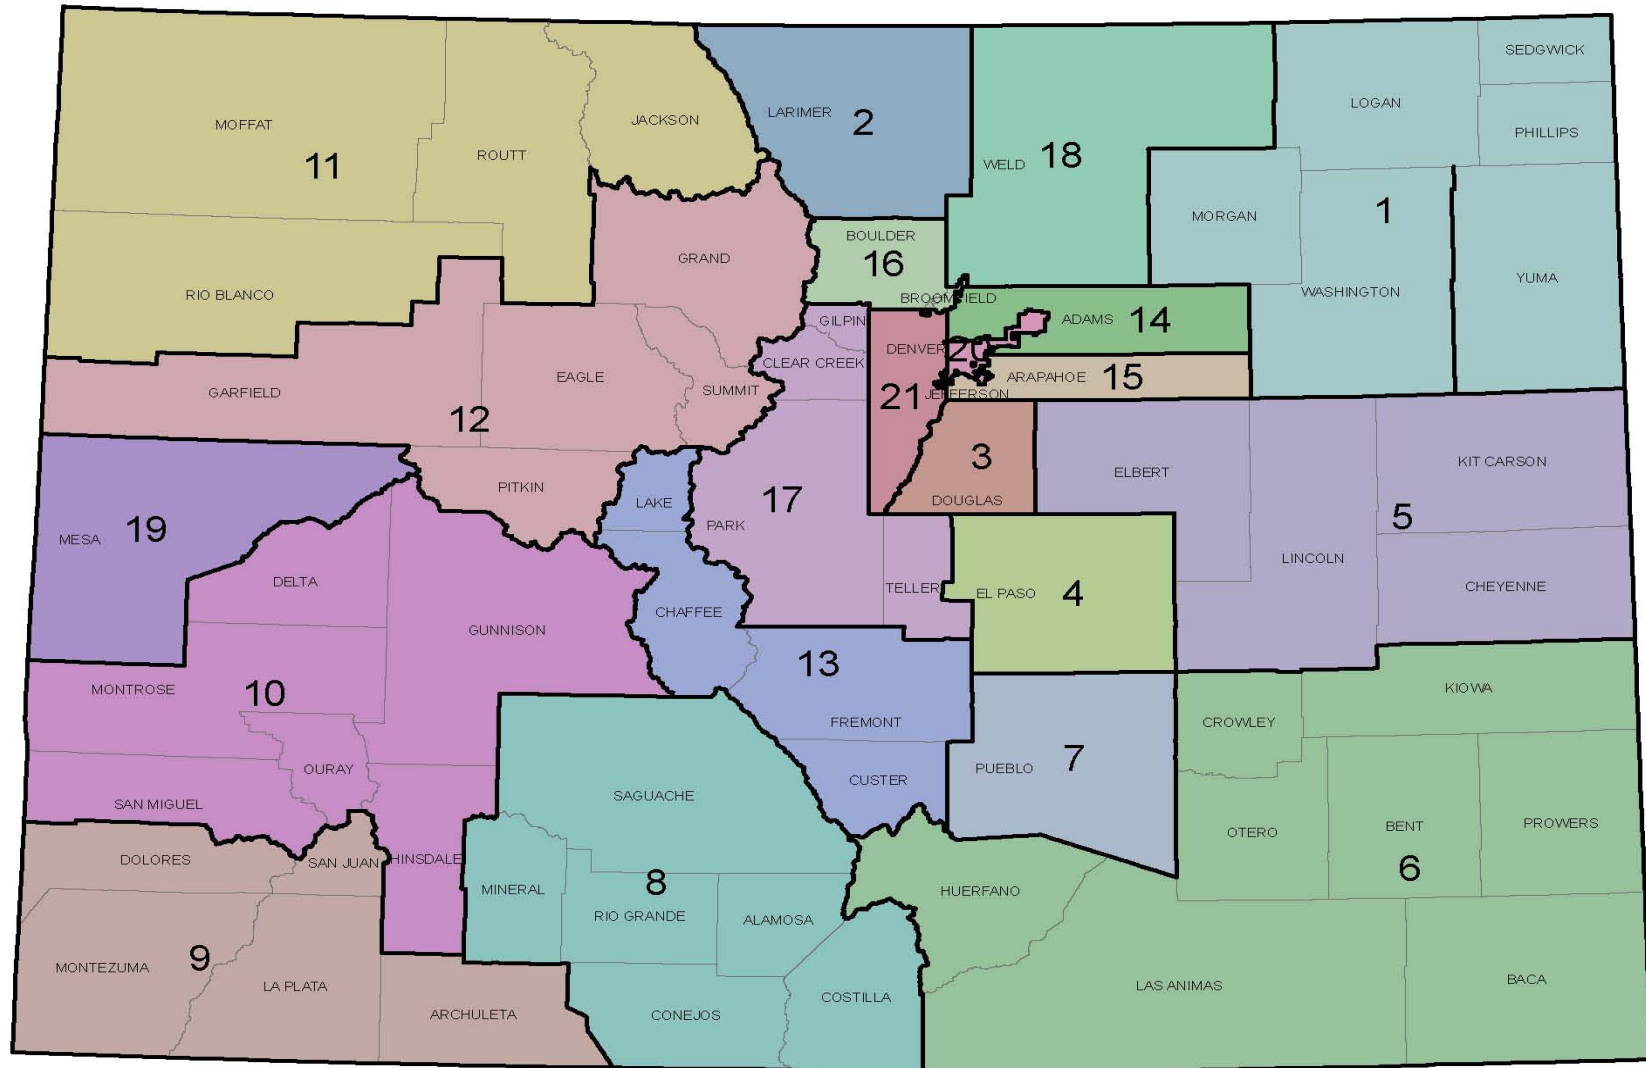 SEDGWICK
LOGAN
LARIMER 2
JACKSON
MOFFAT
PHILLIPS
ROUTT
WELD 18
11
1
MORGAN
BOULDER
GRAND
16
YUMA
RIO BLANCO
WASHINGTON
BROOMFIELD
GILPIN
ADAMS 14
DENVER
20
CLEAR CREEK
EAGLE
ARAPAHOE 15
SUMMIT
GARFIELD
JEFFERSON
21
12
3
KIT CARSON
ELBERT
PITKIN
17
DOUGLAS
LAKE
5
PARK
19
MESA
LINCOLN
DELTA
TELLER
CHEYENNE
EL PASO 4
CHAFFEE
GUNNISON
13
MONTROSE 10
KIOWA
FREMONT
CROWLEY
7
PUEBLO
OURAY
CUSTER
SAGUACHE
SAN MIGUEL
PROWERS
BENT
OTERO
DOLORES
SAN JUAN
HINSDALE
6
8
MINERAL
HUERFANO
RIO GRANDE
ALAMOSA
9
MONTEZUMA
BACA
LA PLATA
LAS ANIMAS
COSTILLA
ARCHULETA
CONEJOS